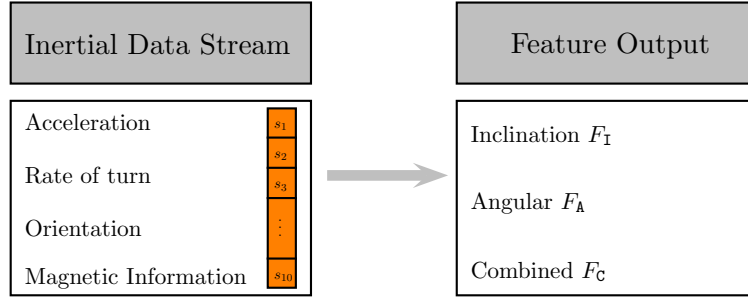 Inertial Data Stream
Acceleration
Rate of turn
Orientation
Magnetic Information
s₁
s₂
s₃
⋮
s₁₀
Feature Output
Inclination F_I
Angular F_A
Combined F_C